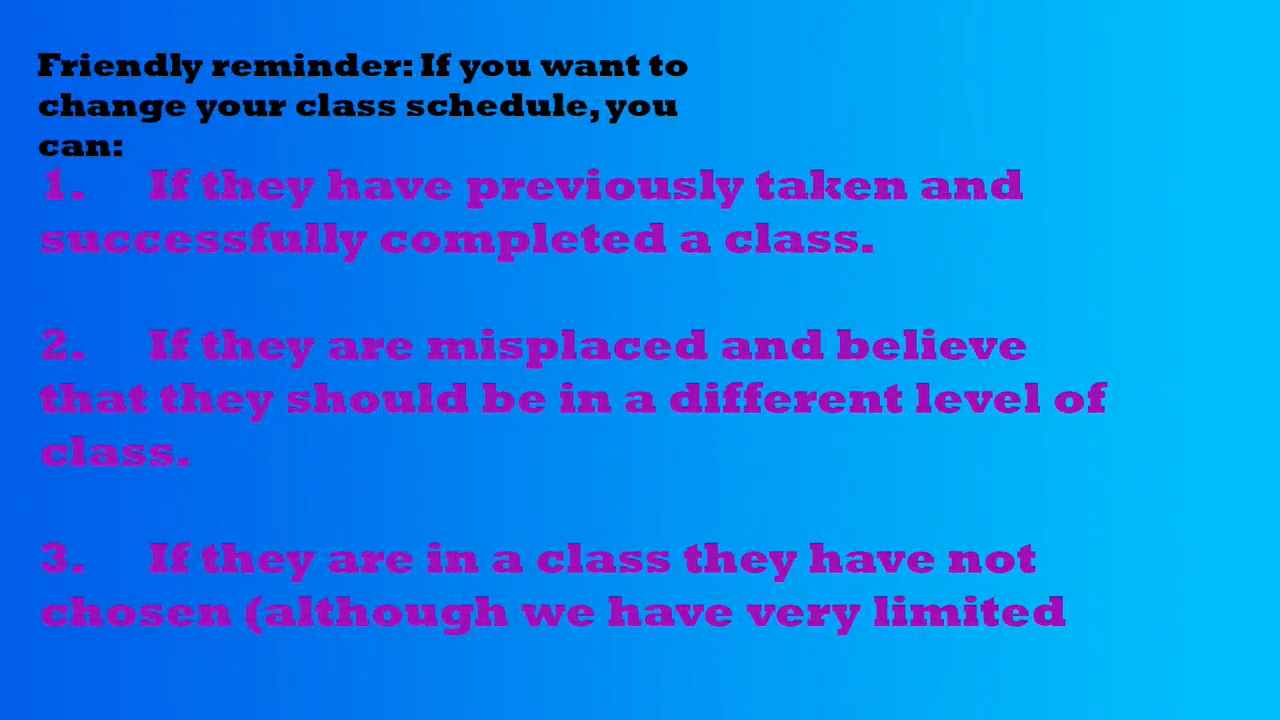 Friendly reminder: If you want to
change your class schedule, you
can:
1. If they have previously taken and
successfully completed a class.
2. If they are misplaced and believe
that they should be in a different level of
class.
3. If they are in a class they have not
chosen (although we have very limited